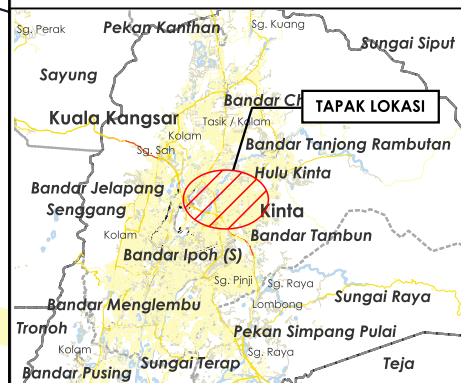 Sg. Perak
Pekan Kanthan
Sg. Kuang
Sungai Siput
Sayung
Bandar Ch
TAPAK LOKASI
Kuala Kangsar
Tasik / Kolam
Kolam
Bandar Tanjong Rambutan
Sg. Sah
Hulu Kinta
Bandar Jelapang
Senggang
Kinta
Kolam
Bandar Tambun
Bandar Ipoh (S)
Sg. Pinji
Sg. Raya
Bandar Menglembu
Lombong
Sungai Raya
Tronoh
Pekan Simpang Pulai
Kolam
Sg. Raya
Sungai Terap
Teja
Bandar Pusing